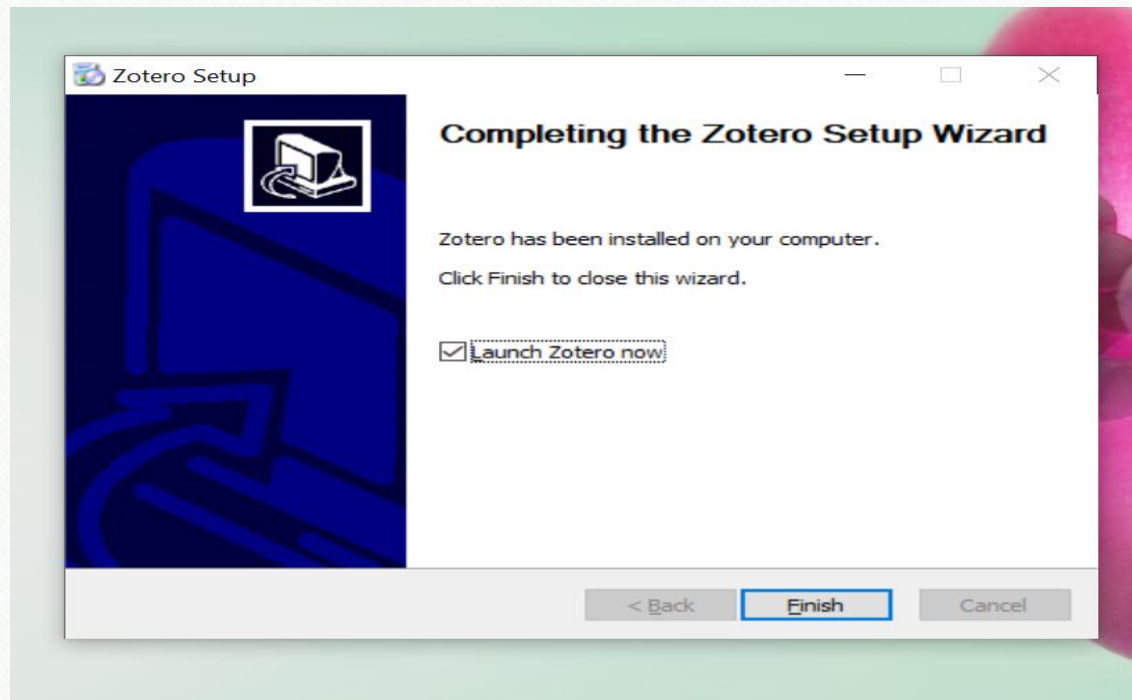 Zotero Setup
Completing the Zotero Setup Wizard
Zotero has been installed on your computer.
Click Finish to close this wizard.
Launch Zotero now
< Back
Finish
Cancel